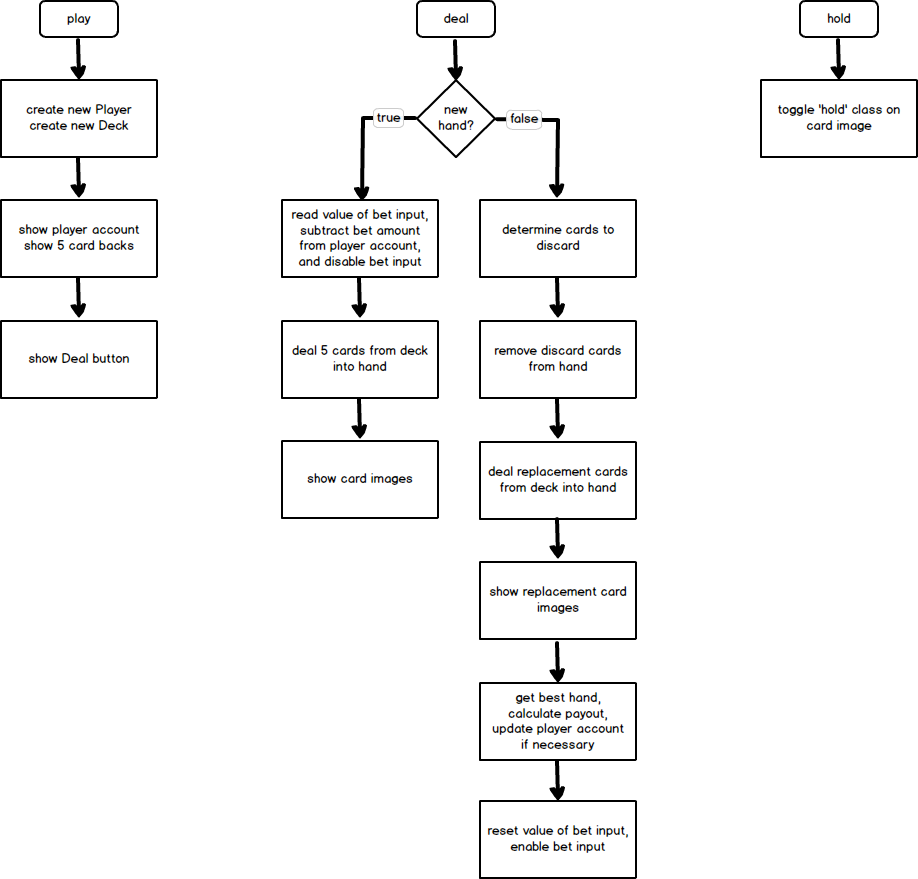 play
create new Player
create new Deck
show player account
show 5 card backs
show Deal button
deal
new
hand?
true
false
read value of bet input,
subtract bet amount
from player account,
and disable bet input
deal 5 cards from deck
into hand
show card images
determine cards to
discard
remove discard cards
from hand
deal replacement cards
from deck into hand
show replacement card
images
get best hand,
calculate payout,
update player account
if necessary
reset value of bet input,
enable bet input
hold
toggle 'hold' class on
card image